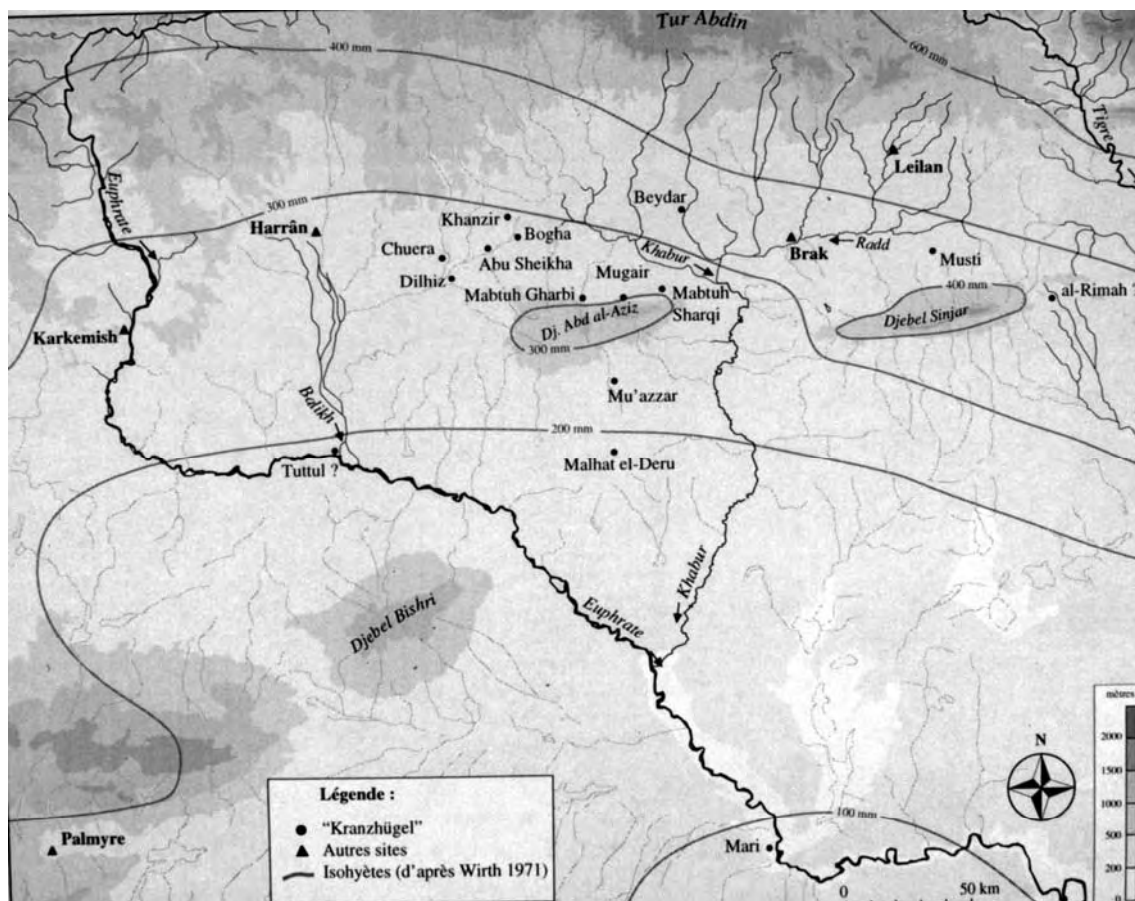 Tur Abdin
400 mm
600 mm
Tigre
Leilan
Euphrate
300 mm
Harrân
Khanzir
Beydar
Bogha
Chuera
Abu Sheikha
Khabur
Brak
Radd
Musti
Dilhiz
Mugair
Mabtuh Gharbi
Mabtuh
Sharqi
400 mm
al-Rimah ?
Karkemish
Dj. Abd al-Aziz
Djebel Sinjar
300 mm
Mu'azzar
Balikh
200 mm
Tuttul ?
Malhat el-Deru
Khabur
Djebel Bishri
Euphrate
mètres
2000
1500
1000
500
200
0
N
Légende :
"Kranzhügel"
Autres sites
Isohyètes (d'après Wirth 1971)
Palmyre
100 mm
Mari
0 50 km